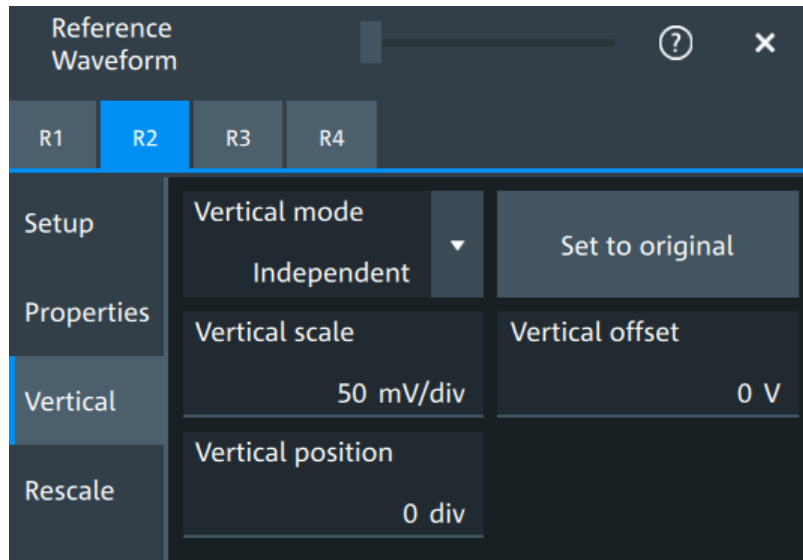 Reference
Waveform
?
R1 R2 R3 R4
Setup
Properties
Vertical
Rescale
Vertical mode
Independent
Set to original
Vertical scale
50 mV/div
Vertical offset
0 V
Vertical position
0 div